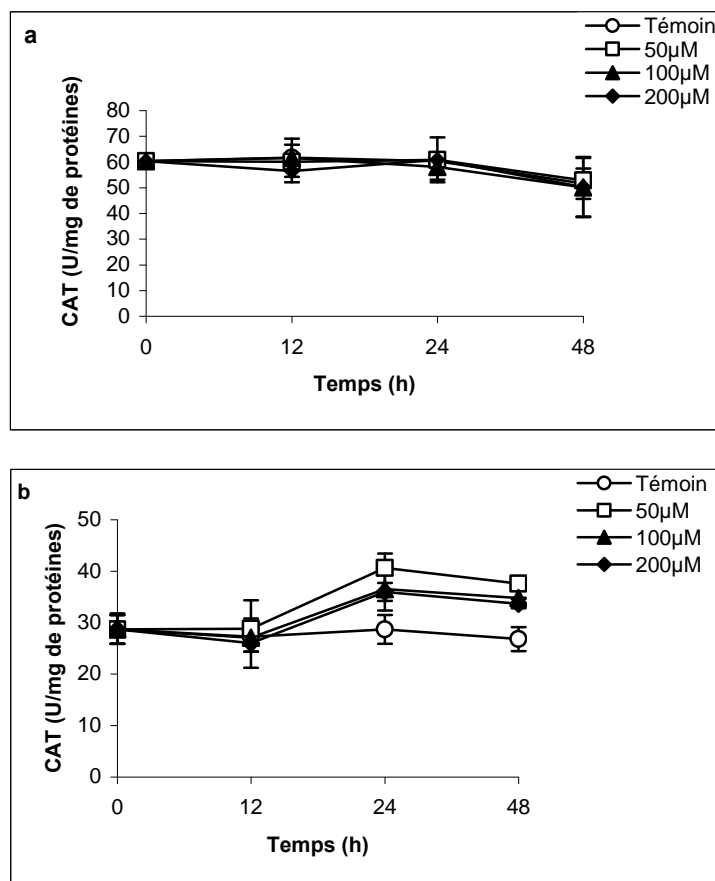 a
Témoin
50µM
100µM
200µM
CAT (U/mg de protéines)
80
70
60
50
40
30
20
10
0
0 12 24 48
Temps (h)
b
Témoin
50µM
100µM
200µM
CAT (U/mg de protéines)
50
40
30
20
10
0
0 12 24 48
Temps (h)